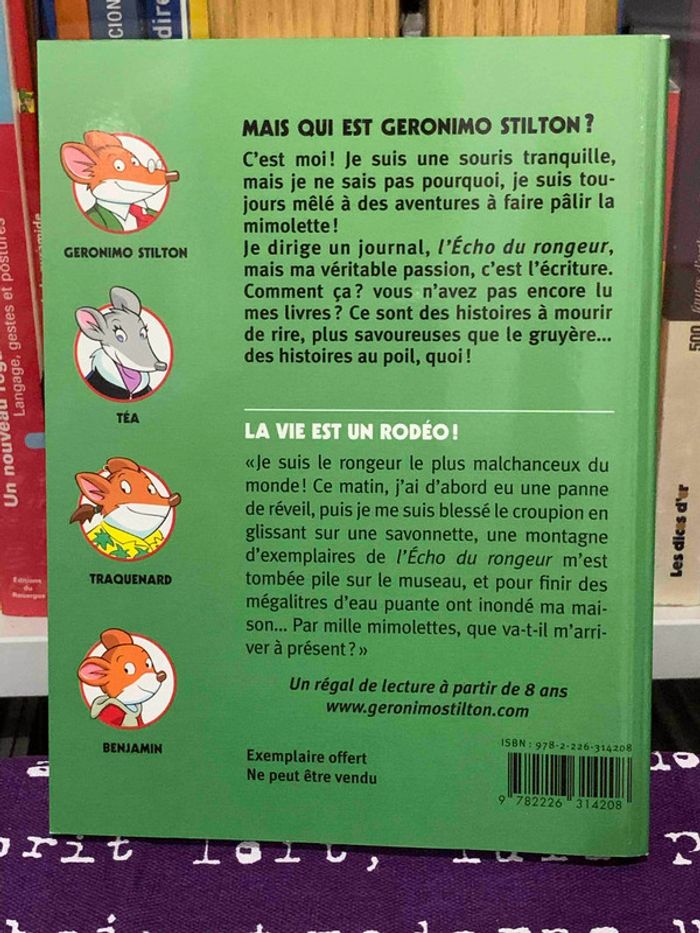 MAIS QUI EST GERONIMO STILTON ?
C'est moi ! Je suis une souris tranquille,
mais je ne sais pas pourquoi, je suis tou-
jours mêlé à des aventures à faire pâlir la
mimolette !
Je dirige un journal, l'Écho du rongeur,
mais ma véritable passion, c'est l'écriture.
Comment ça ? vous n'avez pas encore lu
mes livres ? Ce sont des histoires à mourir
de rire, plus savoureuses que le gruyère...
des histoires au poil, quoi !
GERONIMO STILTON
TÉA
TRAQUENARD
BENJAMIN
LA VIE EST UN RODÉO !
«Je suis le rongeur le plus malchanceux du
monde ! Ce matin, j'ai d'abord eu une panne
de réveil, puis je me suis blessé le croupion en
glissant sur une savonnette, une montagne
d'exemplaires de l'Écho du rongeur m'est
tombée pile sur le museau, et pour finir des
mégalitres d'eau puante ont inondé ma mai-
son... Par mille mimolettes, que va-t-il m'arri-
ver à présent ?»
Un régal de lecture à partir de 8 ans
www.geronimostilton.com
Exemplaire offert
Ne peut être vendu
ISBN : 978-2-226-314208
9 782226 314208
Un nouveau
Langage, gestes et postures
Editions du
Rouergue
Les dicos d'or
500